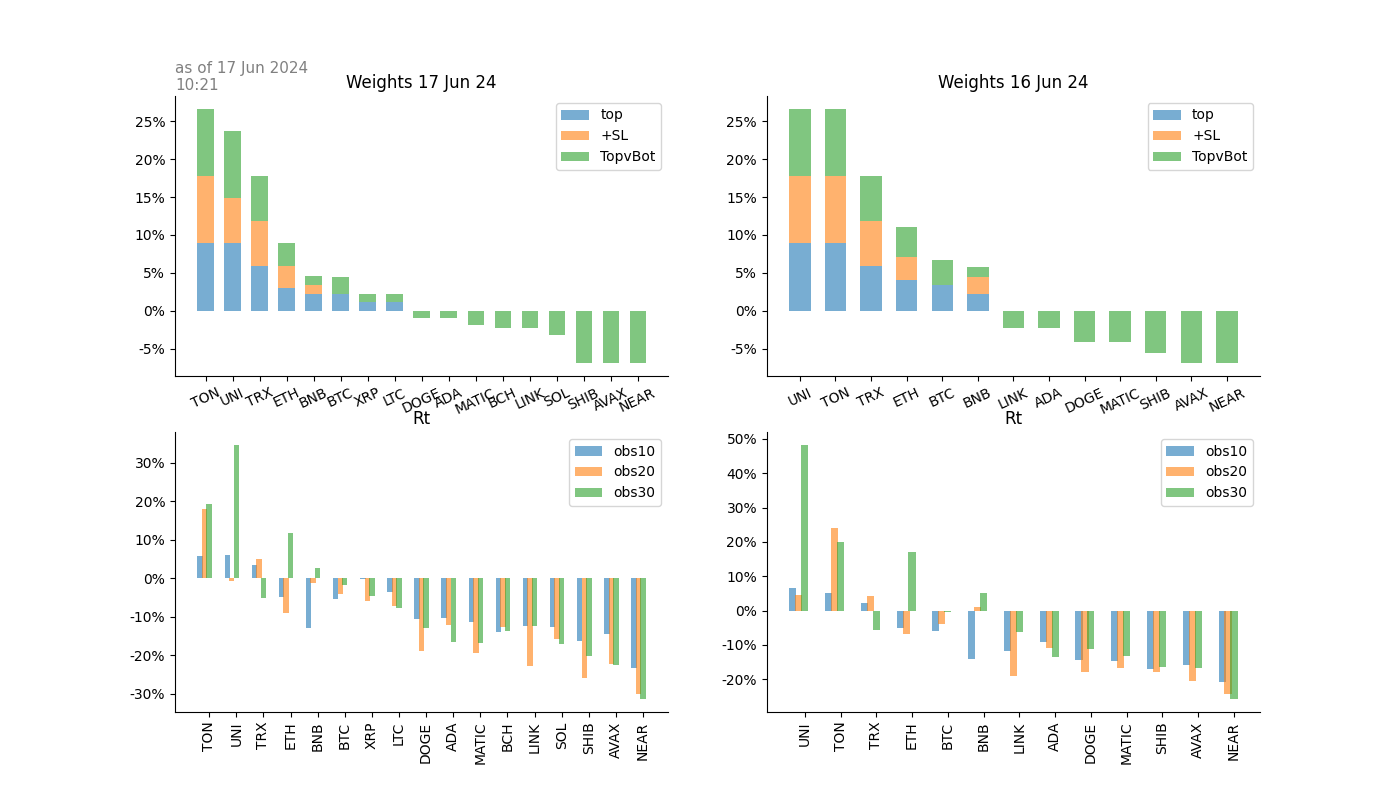 as of 17 Jun 2024
10:21
Weights 17 Jun 24
25%
20%
15%
10%
5%
0%
-5%
top
+SL
TopvBot
TON UNI TRX ETH BNB BTC XRP LTC DOGE ADA MATIC BCH LINK SOL SHIB AVAX NEAR
Weights 16 Jun 24
25%
20%
15%
10%
5%
0%
-5%
top
+SL
TopvBot
UNI TON TRX ETH BTC BNB LINK ADA DOGE MATIC SHIB AVAX NEAR
Rt
30%
20%
10%
0%
-10%
-20%
-30%
obs10
obs20
obs30
TON UNI TRX ETH BNB BTC XRP LTC DOGE ADA MATIC BCH LINK SOL SHIB AVAX NEAR
Rt
50%
40%
30%
20%
10%
0%
-10%
-20%
obs10
obs20
obs30
UNI TON TRX ETH BTC BNB LINK ADA DOGE MATIC SHIB AVAX NEAR